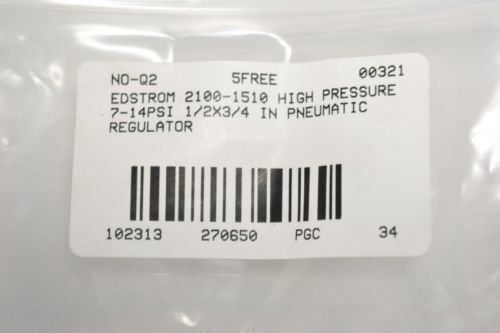 NO-Q2 5FREE 00321
EDSTROM 2100-1510 HIGH PRESSURE
7-14PSI 1/2X3/4 IN PNEUMATIC
REGULATOR
102313 270650 PGC 34